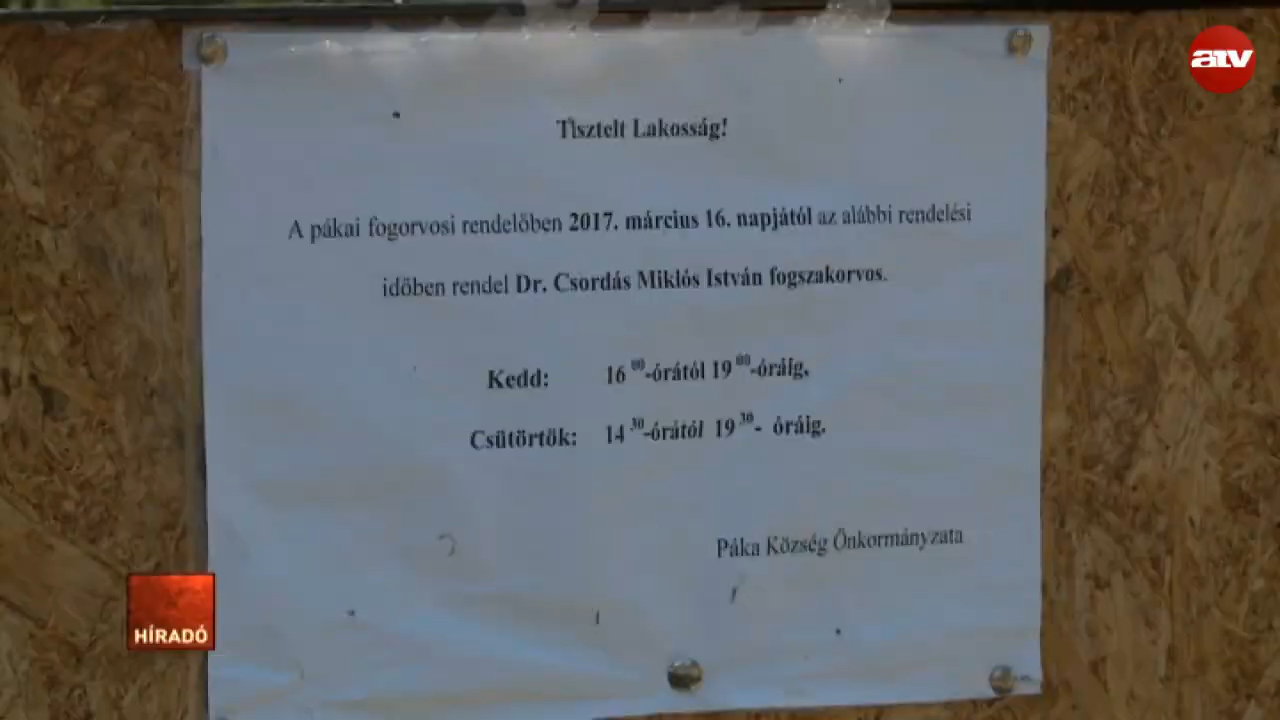 atv
Tisztelt Lakosság!
A pákai fogorvosi rendelőben 2017. március 16. napjától az alábbi rendelési
időben rendel Dr. Csordás Miklós István fogszakorvos.
Kedd: 16 00-órától 19 00-óráig.
Csütörtök: 14 30-órától 19 30- óráig.
Páka Község Önkormányzata
HÍRADÓ